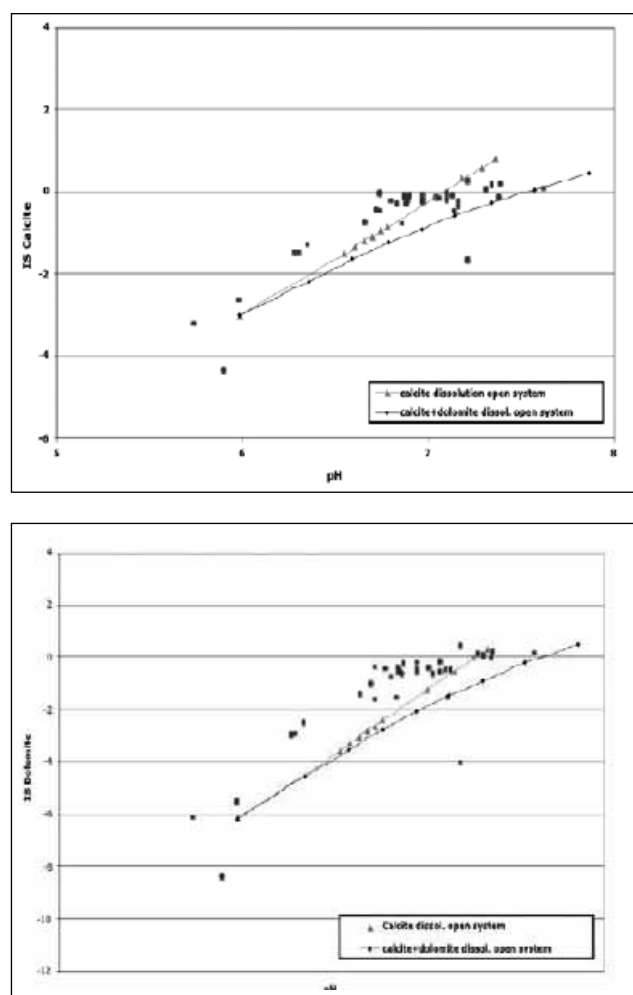 4
2
0
-2
-4
-6
IS Calcite
5
6
7
8
pH
calcite dissolution open system
calcite+dolomite dissol. open system
4
2
0
-2
-4
-6
-8
-10
-12
IS Dolomite
Calcite dissol. open system
calcite+dolomite dissol. open system